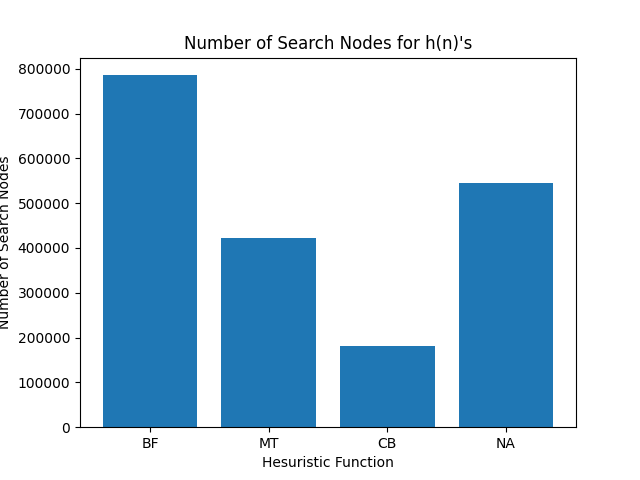 Number of Search Nodes for h(n)'s
Number of Search Nodes
800000
700000
600000
500000
400000
300000
200000
100000
0
BF MT CB NA
Hesuristic Function